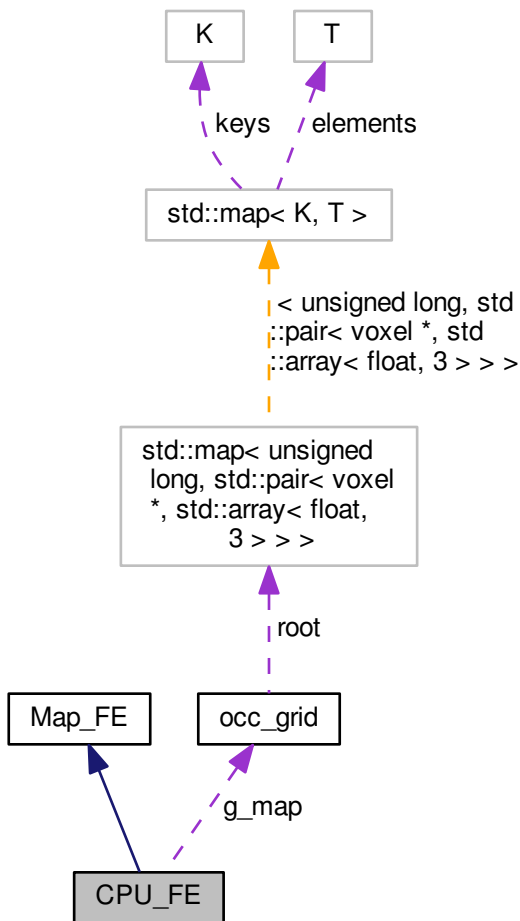 K
T
keys
elements
std::map< K, T >
< unsigned long, std
::pair< voxel *, std
::array< float, 3 > > >
std::map< unsigned
long, std::pair< voxel
*, std::array< float,
3 > > >
root
Map_FE
occ_grid
g_map
CPU_FE